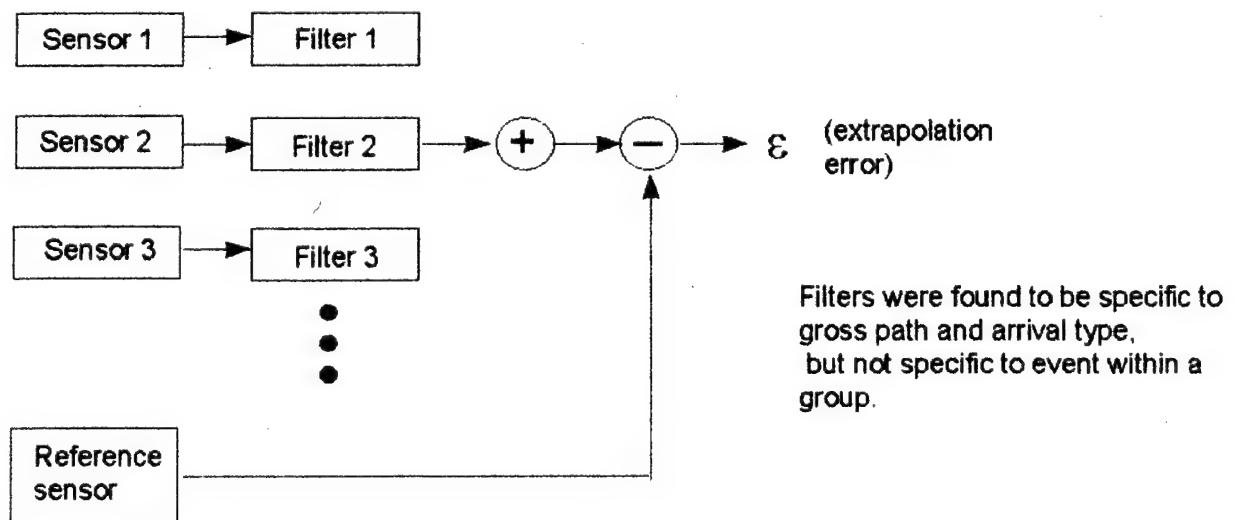 Sensor 1
Filter 1
Sensor 2
Filter 2
+
−
ε
(extrapolation
error)
Sensor 3
Filter 3
Filters were found to be specific to
gross path and arrival type,
but not specific to event within a
group.
Reference
sensor